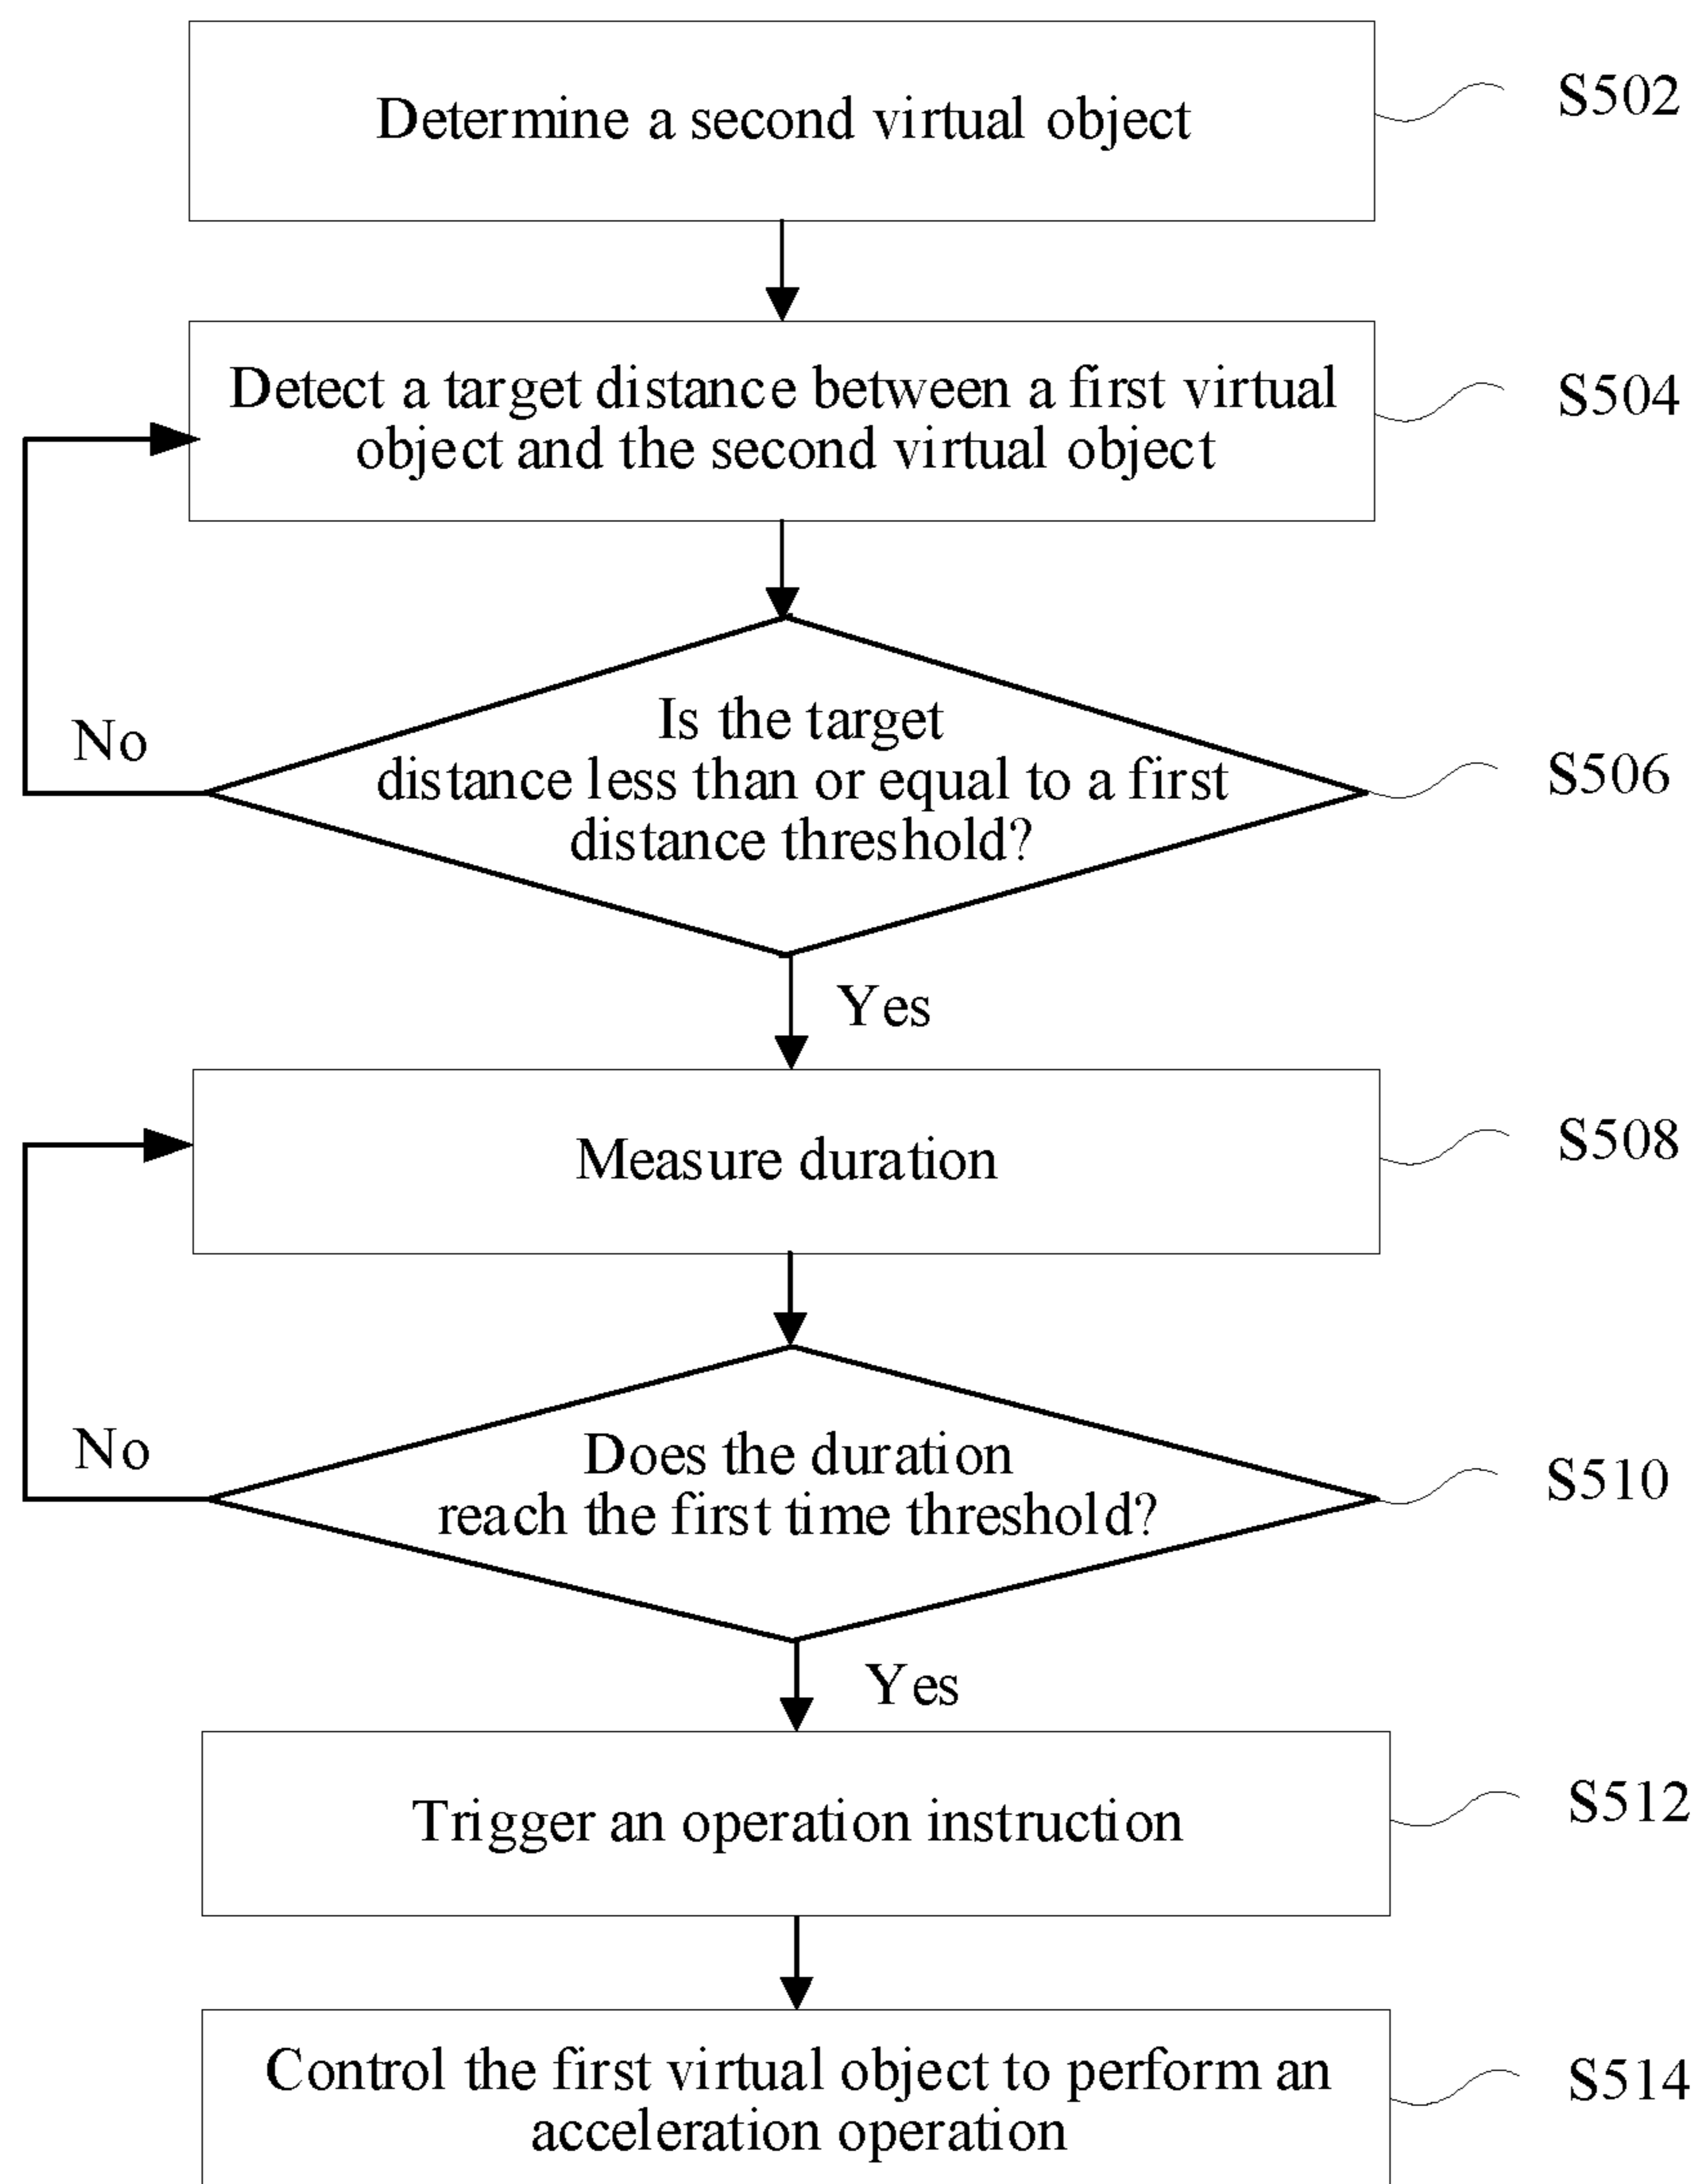 Determine a second virtual object
S502
Detect a target distance between a first virtual
object and the second virtual object
S504
Is the target
distance less than or equal to a first
distance threshold?
S506
No
Yes
Measure duration
S508
Does the duration
reach the first time threshold?
S510
No
Yes
Trigger an operation instruction
S512
Control the first virtual object to perform an
acceleration operation
S514